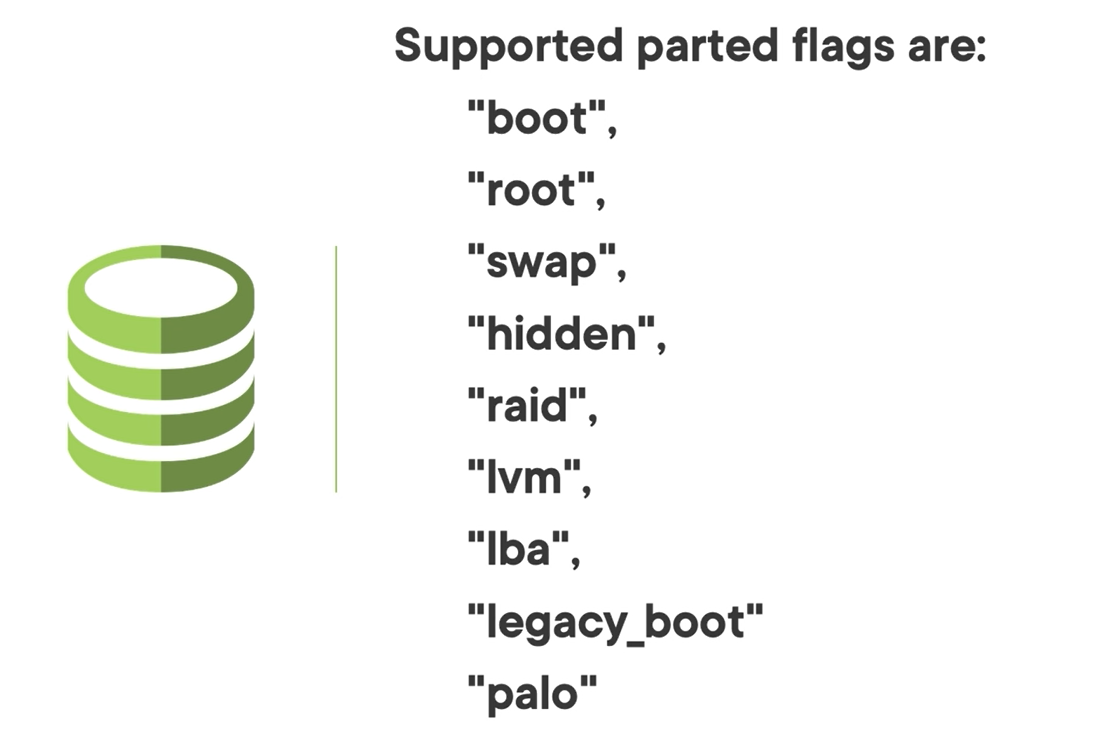 Supported parted flags are:
"boot",
"root",
"swap",
"hidden",
"raid",
"lvm",
"lba",
"legacy_boot"
"palo"